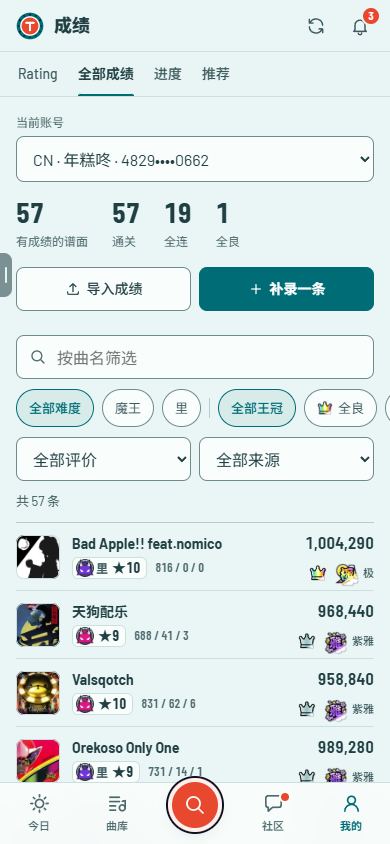 成绩
3
Rating 全部成绩 进度 推荐
当前账号
CN · 年糕咚 · 4829••••0662
57 57 19 1
有成绩的谱面 通关 全连 全良
导入成绩 + 补录一条
按曲名筛选
全部难度 魔王 里 全部王冠 全良
全部评价 全部来源
共 57 条
Bad Apple!! feat.nomico 1,004,290
里 ★10 816 / 0 / 0 极
天狗配乐 968,440
★9 688 / 41 / 3 紫雅
Valsqotch 958,840
★10 831 / 62 / 6 紫雅
Orekoso Only One 989,280
里 ★9 731 / 14 / 1 紫雅
今日 曲库 社区 我的